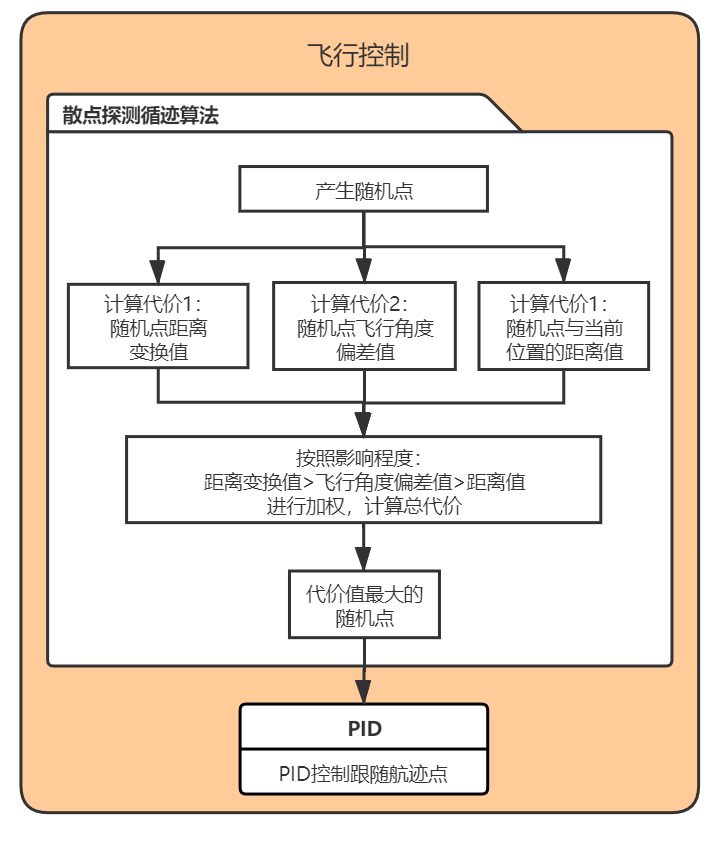 飞行控制
散点探测循迹算法
产生随机点
计算代价1：
随机点距离
变换值
计算代价2：
随机点飞行角度
偏差值
计算代价1：
随机点与当前
位置的距离值
按照影响程度：
距离变换值>飞行角度偏差值>距离值
进行加权，计算总代价
代价值最大的
随机点
PID
PID控制跟随航迹点